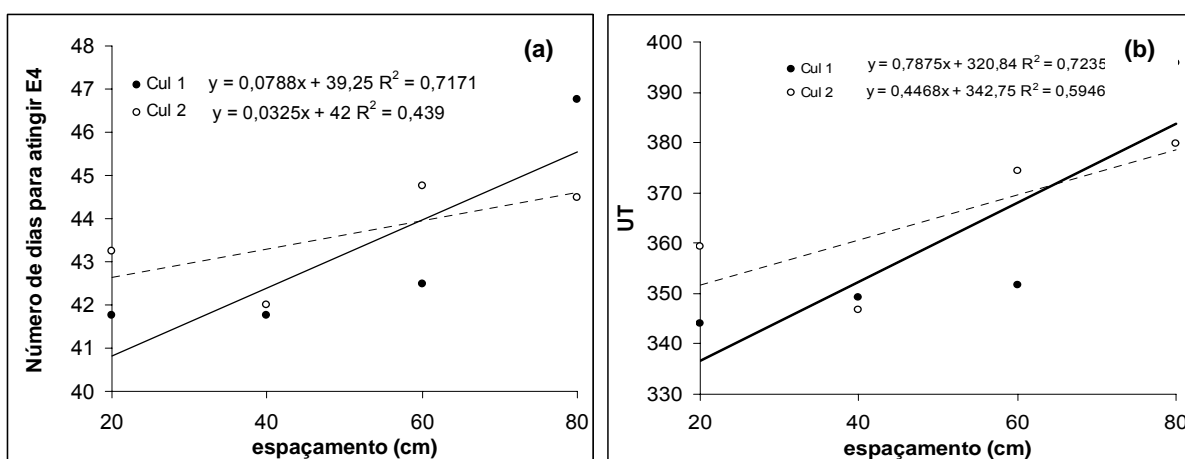 (a)
Cul 1 y = 0,0788x + 39,25 R² = 0,7171
Cul 2 y = 0,0325x + 42 R² = 0,439
Número de dias para atingir E4
48
47
46
45
44
43
42
41
40
20 40 60 80
espaçamento (cm)
(b)
Cul 1 y = 0,7875x + 320,84 R² = 0,7235
Cul 2 y = 0,4468x + 342,75 R² = 0,5946
UT
400
390
380
370
360
350
340
330
20 40 60 80
espaçamento (cm)